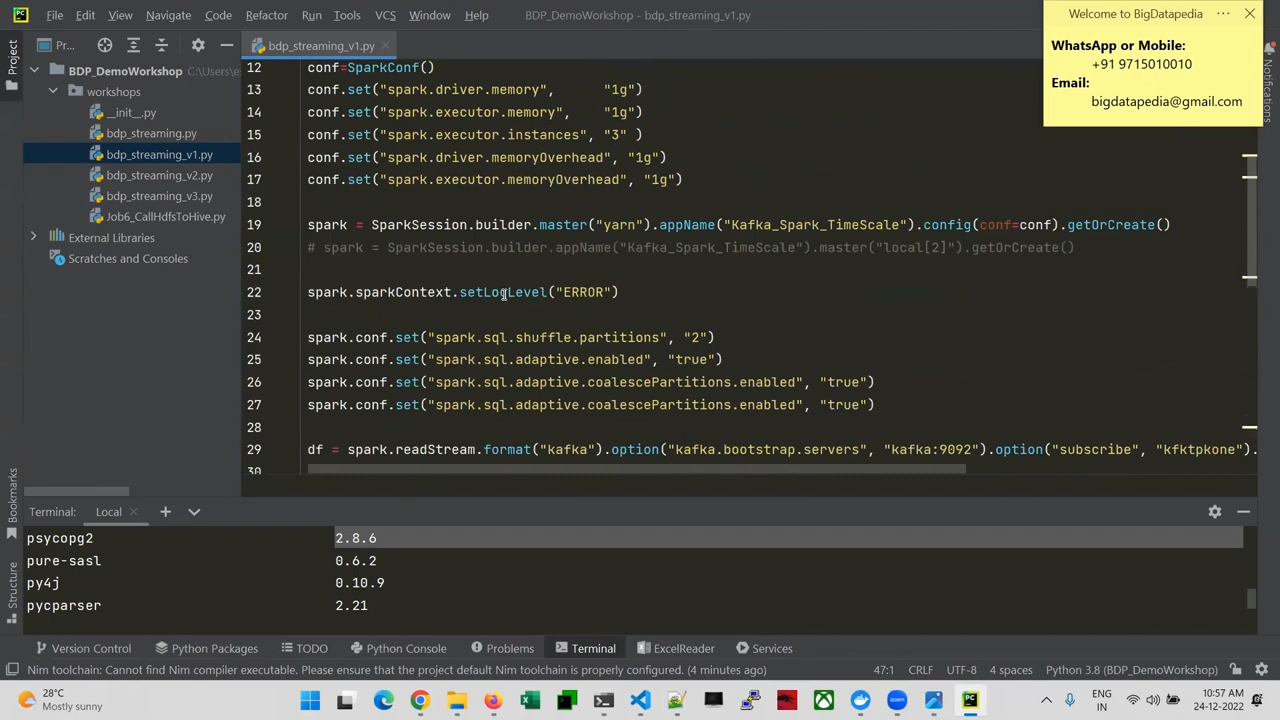 File Edit View Navigate Code Refactor Run Tools VCS Window Help BDP_DemoWorkshop - bdp_streaming_v1.py
Welcome to BigDatapedia
WhatsApp or Mobile:
+91 9715010010
Email:
bigdatapedia@gmail.com
Project
Pr...
bdp_streaming_v1.py
BDP_DemoWorkshop C:\Users\e
workshops
__init__.py
bdp_streaming.py
bdp_streaming_v1.py
bdp_streaming_v2.py
bdp_streaming_v3.py
Job6_CallHdfsToHive.py
External Libraries
Scratches and Consoles
Notifications
12 conf=SparkConf()
13 conf.set("spark.driver.memory", "1g")
14 conf.set("spark.executor.memory", "1g")
15 conf.set("spark.executor.instances", "3" )
16 conf.set("spark.driver.memoryOverhead", "1g")
17 conf.set("spark.executor.memoryOverhead", "1g")
18
19 spark = SparkSession.builder.master("yarn").appName("Kafka_Spark_TimeScale").config(conf=conf).getOrCreate()
20 # spark = SparkSession.builder.appName("Kafka_Spark_TimeScale").master("local[2]").getOrCreate()
21
22 spark.sparkContext.setLogLevel("ERROR")
23
24 spark.conf.set("spark.sql.shuffle.partitions", "2")
25 spark.conf.set("spark.sql.adaptive.enabled", "true")
26 spark.conf.set("spark.sql.adaptive.coalescePartitions.enabled", "true")
27 spark.conf.set("spark.sql.adaptive.coalescePartitions.enabled", "true")
28
29 df = spark.readStream.format("kafka").option("kafka.bootstrap.servers", "kafka:9092").option("subscribe", "kfktpkone").
30
Bookmarks
Structure
Terminal: Local
psycopg2 2.8.6
pure-sasl 0.6.2
py4j 0.10.9
pycparser 2.21
Version Control Python Packages TODO Python Console Problems Terminal ExcelReader Services
Nim toolchain: Cannot find Nim compiler executable. Please ensure that the project default Nim toolchain is properly configured. (4 minutes ago) 47:1 CRLF UTF-8 4 spaces Python 3.8 (BDP_DemoWorkshop)
28°C
Mostly sunny
ENG
IN
10:57 AM
24-12-2022